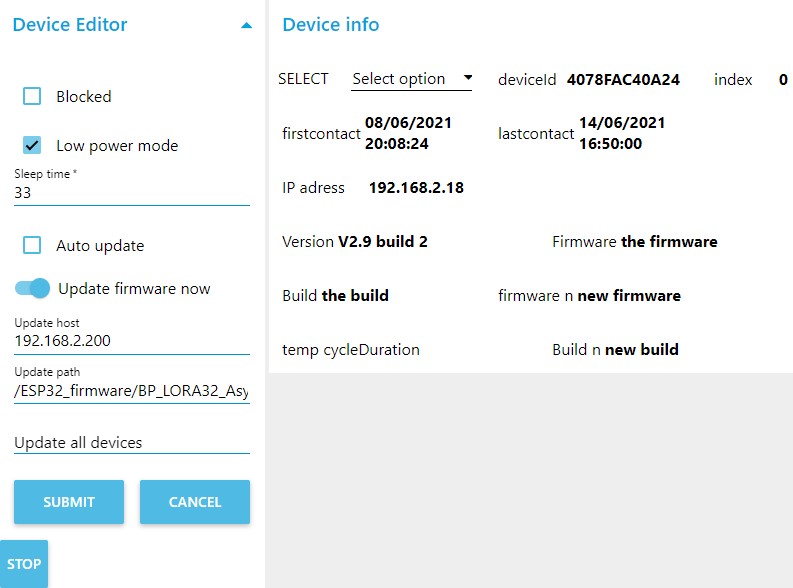 Device Editor
Blocked
Low power mode
Sleep time *
33
Auto update
Update firmware now
Update host
192.168.2.200
Update path
/ESP32_firmware/BP_LORA32_Asy
Update all devices
SUBMIT CANCEL
STOP
Device info
SELECT Select option deviceId 4078FAC40A24 index 0
firstcontact 08/06/2021 20:08:24 lastcontact 14/06/2021 16:50:00
IP adress 192.168.2.18
Version V2.9 build 2 Firmware the firmware
Build the build firmware n new firmware
temp cycleDuration Build n new build